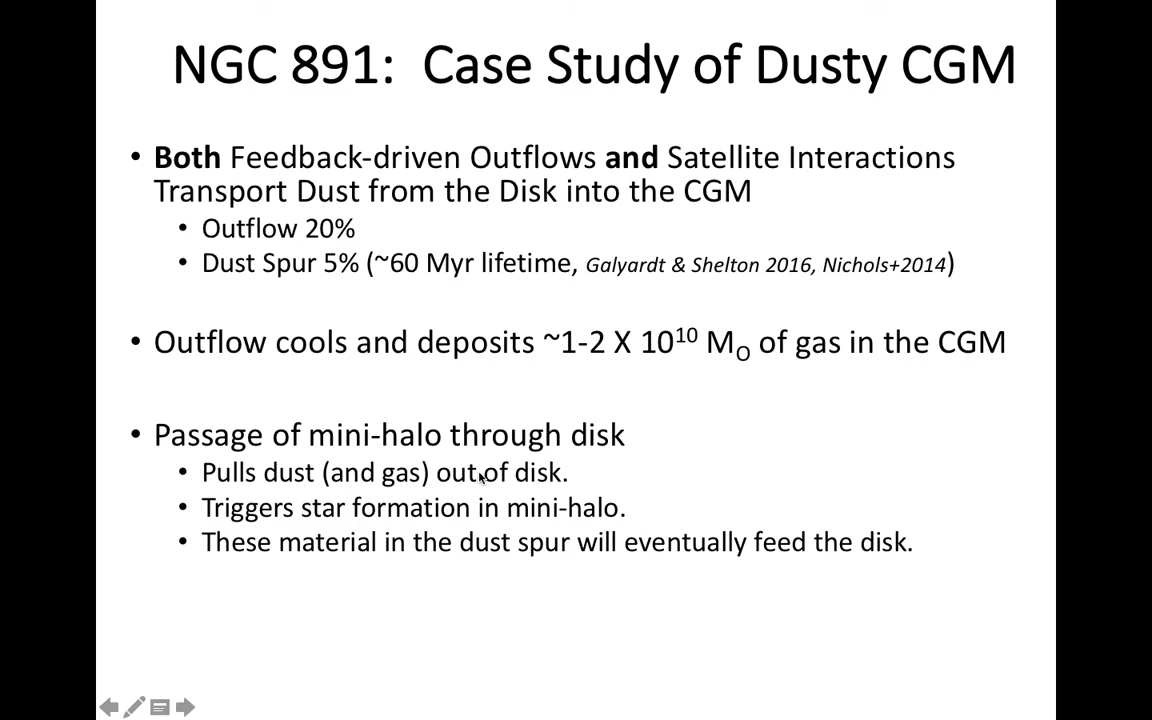 NGC 891:  Case Study of Dusty CGM
• Both Feedback-driven Outflows and Satellite Interactions
Transport Dust from the Disk into the CGM
• Outflow 20%
• Dust Spur 5% (~60 Myr lifetime, Galyardt & Shelton 2016, Nichols+2014)
• Outflow cools and deposits ~1-2 X 10¹⁰ M_O of gas in the CGM
• Passage of mini-halo through disk
• Pulls dust (and gas) out of disk.
• Triggers star formation in mini-halo.
• These material in the dust spur will eventually feed the disk.